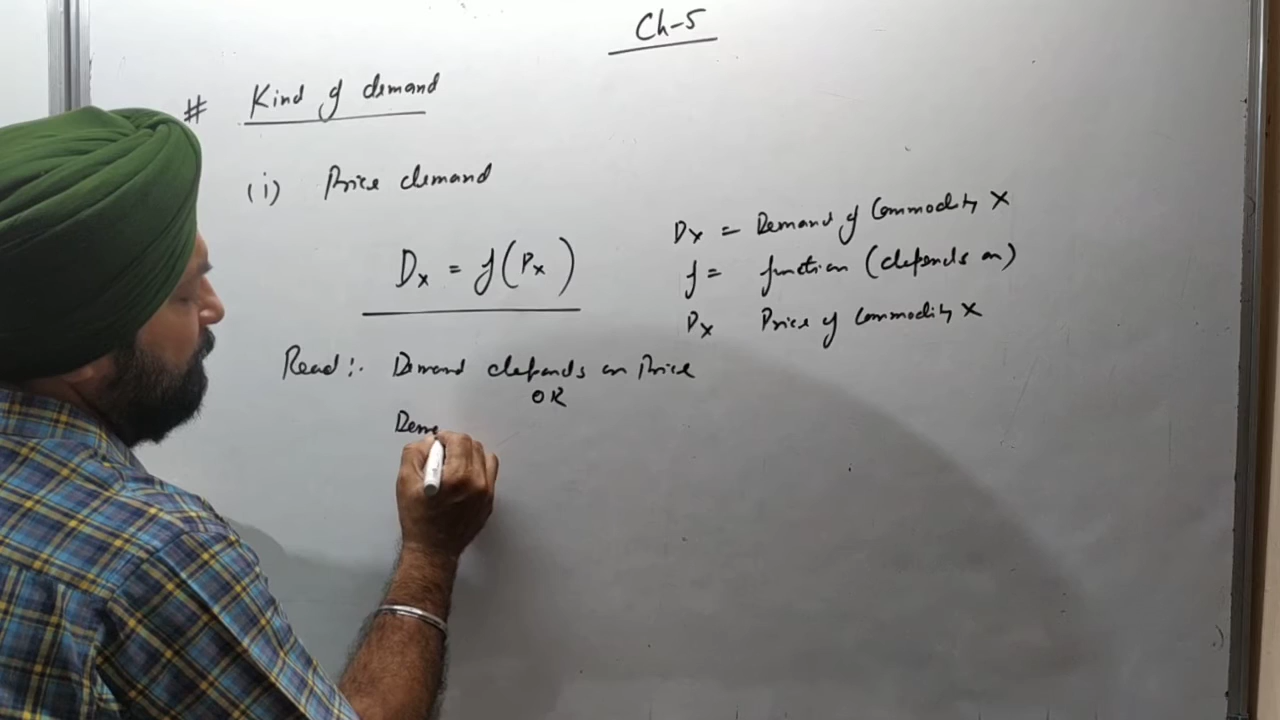 Ch-5
# Kind of demand
(i) Price demand
Dx = f(Px)
Dx = Demand of Commodity X
f = function (depends on)
Px Price of Commodity X
Read :- Demand depends on Price
OR
Dem